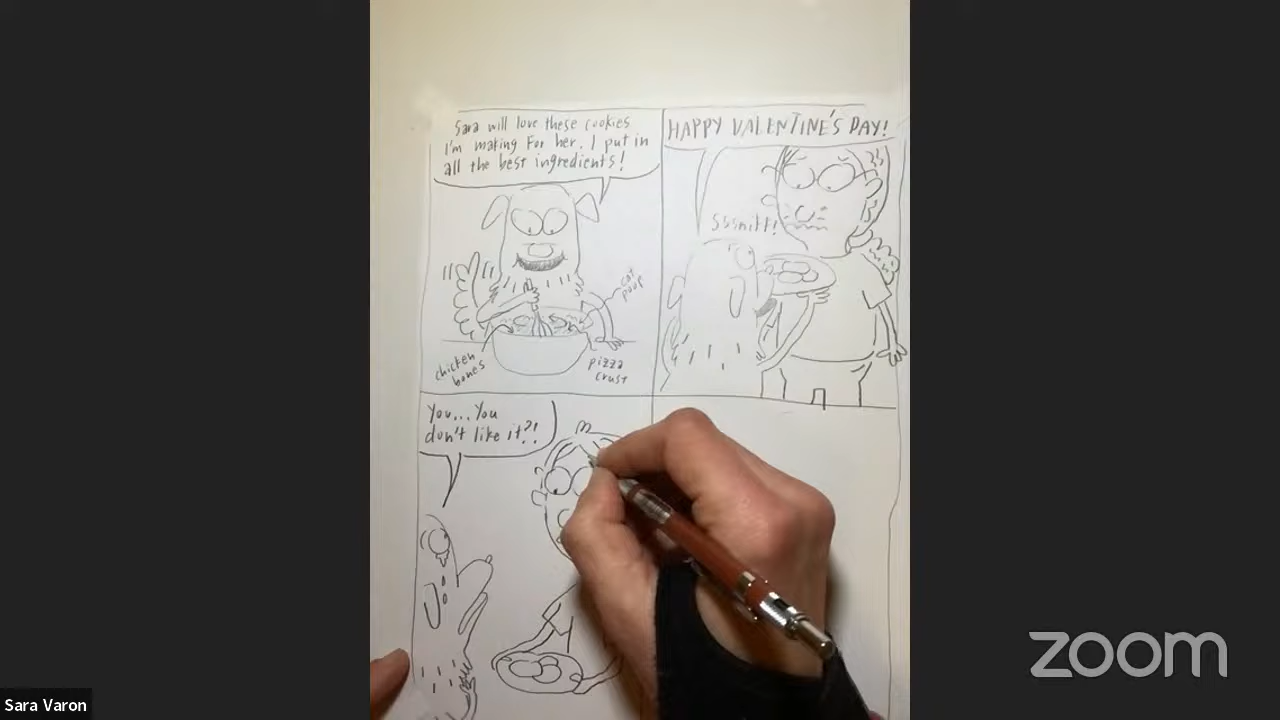 Sara will love these cookies
I'm making For her. I put in
all the best ingredients!
cat
poop
chicken
bones
pizza
crust
HAPPY VALENTINE'S DAY!
Sssniff!
You... You
don't like it?!
zoom
Sara Varon